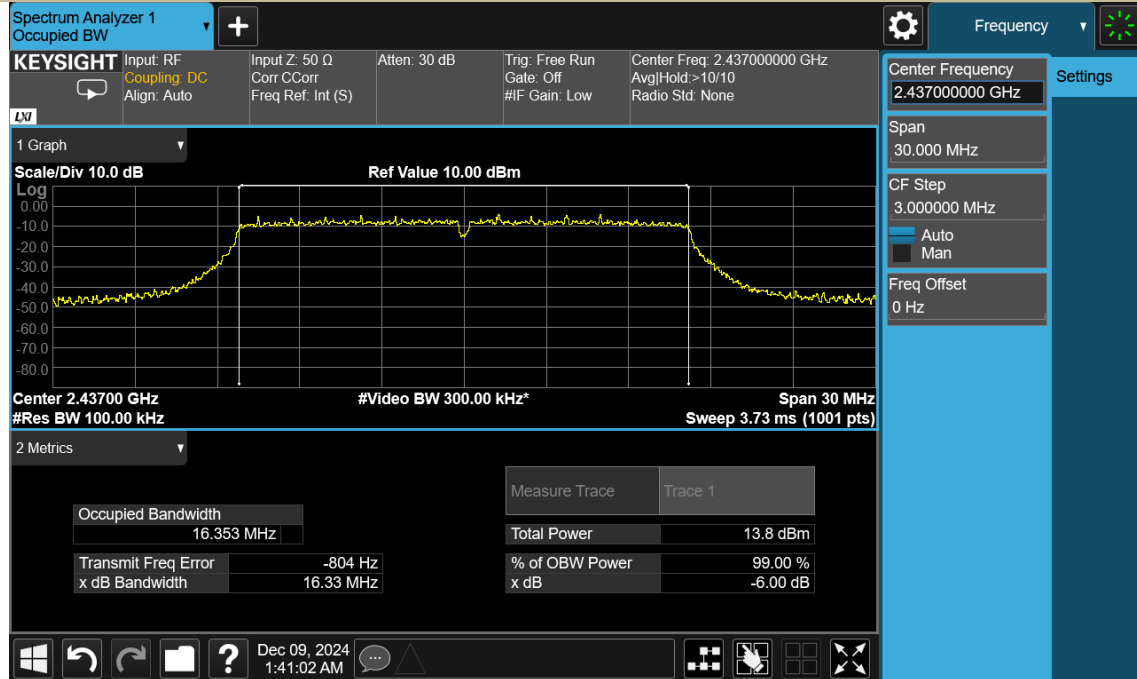 Spectrum Analyzer 1
Occupied BW
Frequency
KEYSIGHT
LXI
Input: RF
Coupling: DC
Align: Auto
Input Z: 50 Ω
Corr CCorr
Freq Ref: Int (S)
Atten: 30 dB
Trig: Free Run
Gate: Off
#IF Gain: Low
Center Freq: 2.437000000 GHz
Avg|Hold:>10/10
Radio Std: None
Center Frequency
2.437000000 GHz
Settings
Span
30.000 MHz
CF Step
3.000000 MHz
Auto
Man
Freq Offset
0 Hz
1 Graph
Scale/Div 10.0 dB
Ref Value 10.00 dBm
Log
0.00
-10.0
-20.0
-30.0
-40.0
-50.0
-60.0
-70.0
-80.0
Center 2.43700 GHz
#Video BW 300.00 kHz*
Span 30 MHz
#Res BW 100.00 kHz
Sweep 3.73 ms (1001 pts)
2 Metrics
Measure Trace
Trace 1
Occupied Bandwidth
16.353 MHz
Total Power
13.8 dBm
Transmit Freq Error
-804 Hz
% of OBW Power
99.00 %
x dB Bandwidth
16.33 MHz
x dB
-6.00 dB
?
Dec 09, 2024
1:41:02 AM